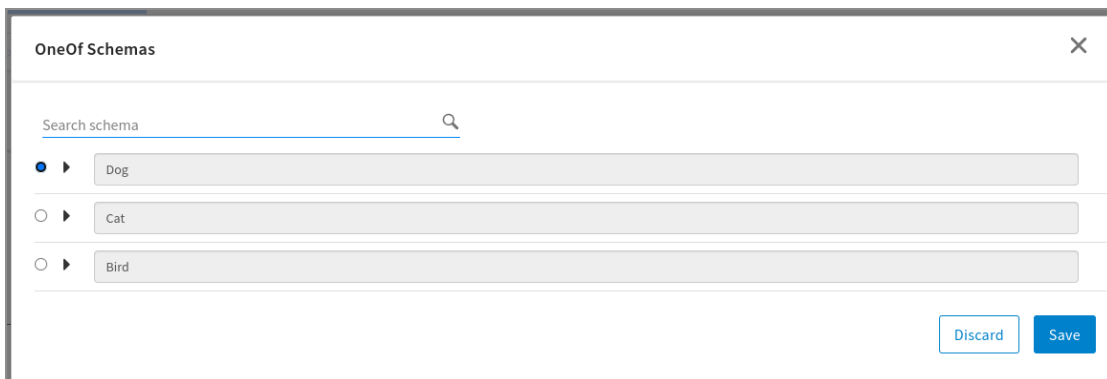 OneOf Schemas
Search schema
Dog
Cat
Bird
Discard Save